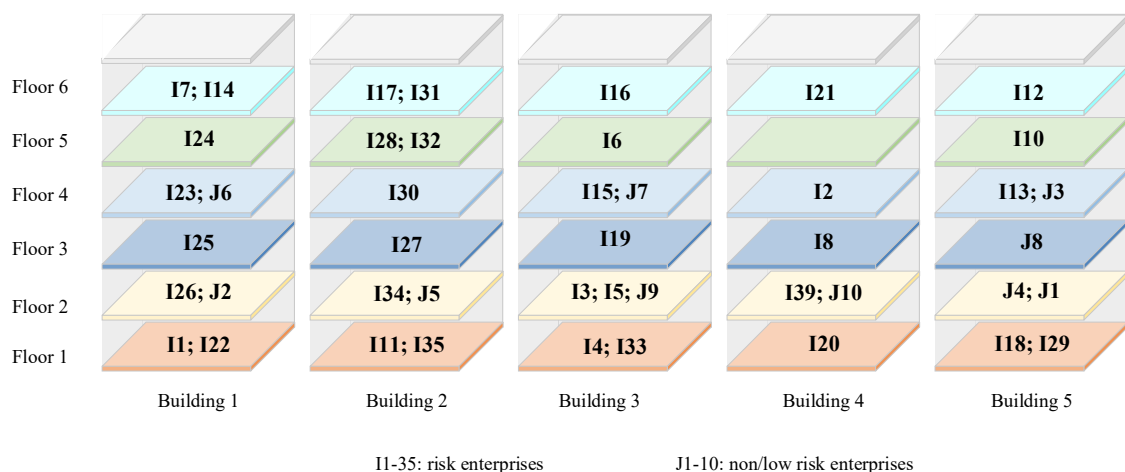 Floor 6 I7; I14 I17; I31 I16 I21 I12
Floor 5 I24 I28; I32 I6 I10
Floor 4 I23; J6 I30 I15; J7 I2 I13; J3
Floor 3 I25 I27 I19 I8 J8
Floor 2 I26; J2 I34; J5 I3; I5; J9 I39; J10 J4; J1
Floor 1 I1; I22 I11; I35 I4; I33 I20 I18; I29
Building 1 Building 2 Building 3 Building 4 Building 5
I1-35: risk enterprises J1-10: non/low risk enterprises